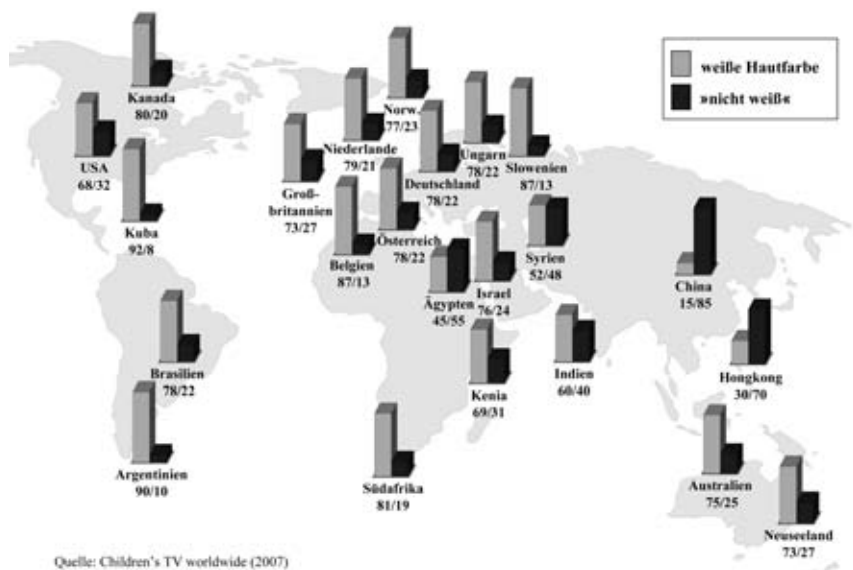 weiße Hautfarbe
»nicht weiß«
Kanada
80/20
USA
68/32
Kuba
92/8
Brasilien
78/22
Argentinien
90/10
Norw.
77/23
Niederlande
79/21
Groß-
britannien
73/27
Ungarn
78/22
Slowenien
87/13
Deutschland
78/22
Österreich
78/22
Belgien
87/13
Ägypten
45/55
Israel
76/24
Syrien
52/48
Kenia
69/31
Südafrika
81/19
Indien
60/40
China
15/85
Hongkong
30/70
Australien
75/25
Neuseeland
73/27
Quelle: Children's TV worldwide (2007)